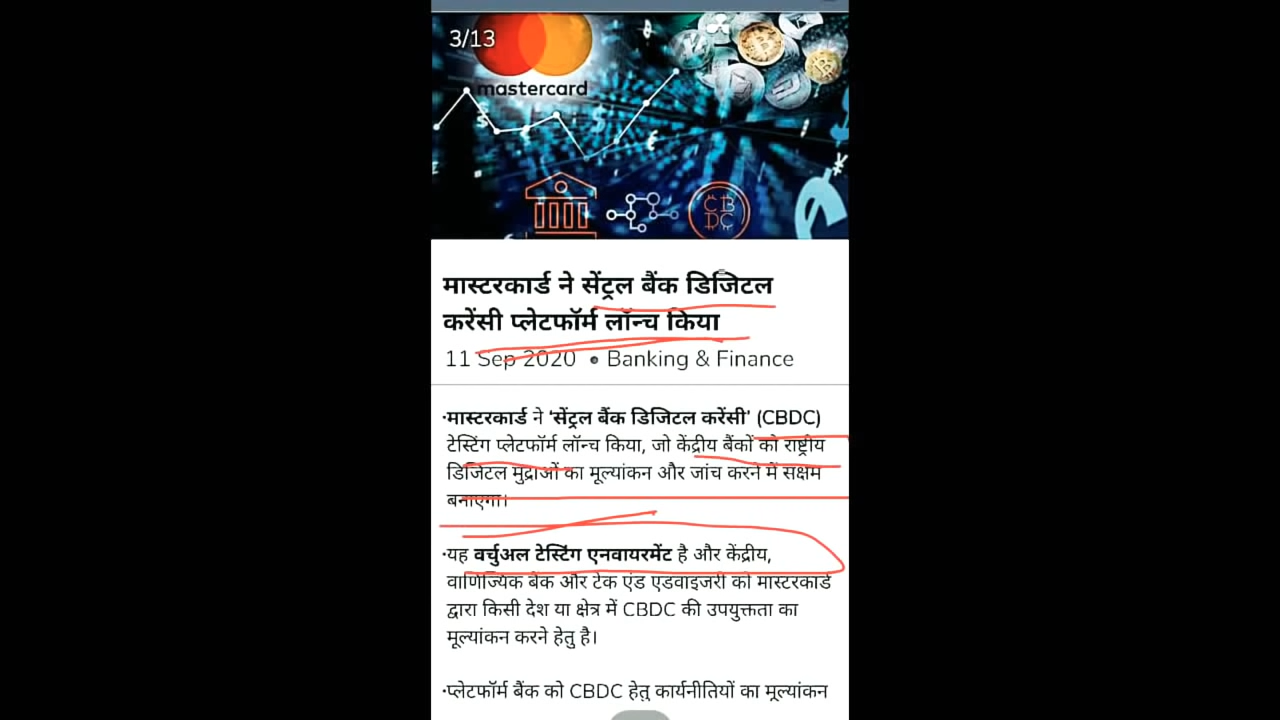 3/13
mastercard
CB
DC
मास्टरकार्ड ने सेंट्रल बैंक डिजिटल
करेंसी प्लेटफॉर्म लॉन्च किया
11 Sep 2020 • Banking & Finance
·मास्टरकार्ड ने ‘सेंट्रल बैंक डिजिटल करेंसी’ (CBDC)
टेस्टिंग प्लेटफॉर्म लॉन्च किया, जो केंद्रीय बैंकों को राष्ट्रीय
डिजिटल मुद्राओं का मूल्यांकन और जांच करने में सक्षम
बनाएगा।
·यह वर्चुअल टेस्टिंग एनवायरमेंट है और केंद्रीय,
वाणिज्यिक बैंक और टेक एंड एडवाइजरी को मास्टरकार्ड
द्वारा किसी देश या क्षेत्र में CBDC की उपयुक्तता का
मूल्यांकन करने हेतु है।
·प्लेटफॉर्म बैंक को CBDC हेतु कार्यनीतियों का मूल्यांकन